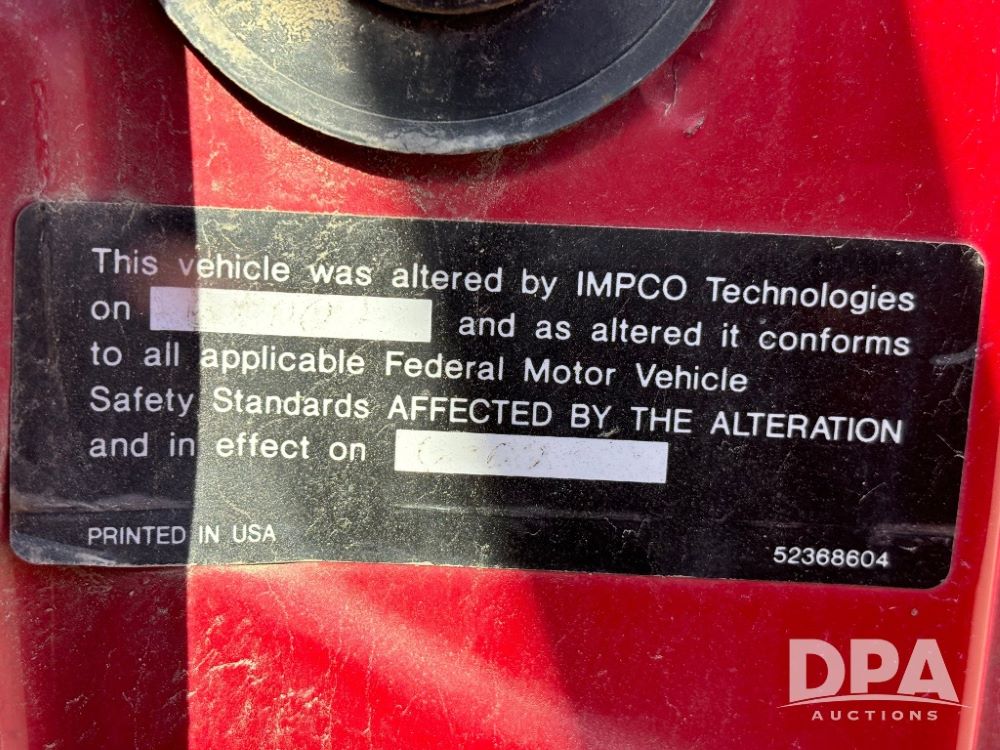 This vehicle was altered by IMPCO Technologies
on and as altered it conforms
to all applicable Federal Motor Vehicle
Safety Standards AFFECTED BY THE ALTERATION
and in effect on
PRINTED IN USA
52368604
DPA
AUCTIONS